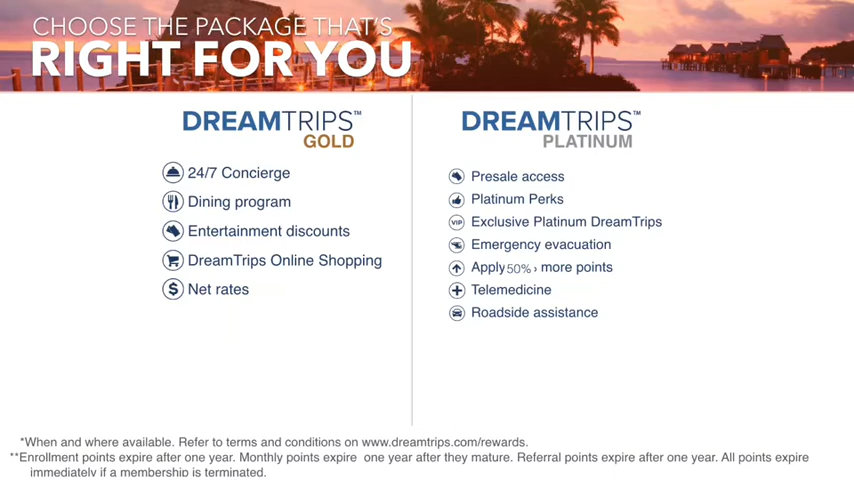 CHOOSE THE PACKAGE THAT'S
RIGHT FOR YOU
DREAMTRIPS™
GOLD
24/7 Concierge
Dining program
Entertainment discounts
DreamTrips Online Shopping
$ Net rates
DREAMTRIPS™
PLATINUM
Presale access
Platinum Perks
VIP Exclusive Platinum DreamTrips
Emergency evacuation
Apply 50% › more points
Telemedicine
Roadside assistance
*When and where available. Refer to terms and conditions on www.dreamtrips.com/rewards.
**Enrollment points expire after one year. Monthly points expire one year after they mature. Referral points expire after one year. All points expire
immediately if a membership is terminated.